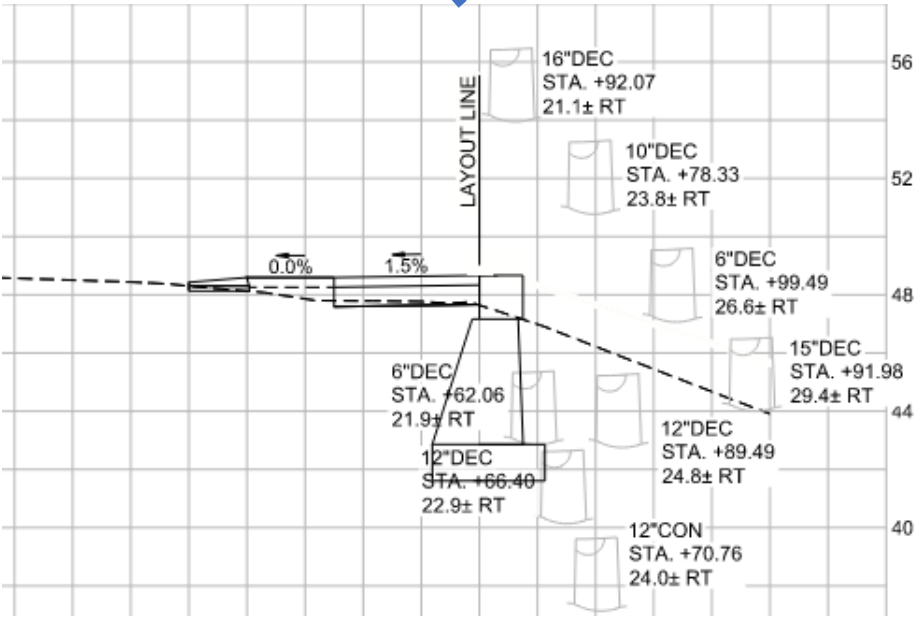 16"DEC
STA. +92.07
21.1± RT
56
LAYOUT LINE
10"DEC
STA. +78.33
23.8± RT
52
0.0%
1.5%
6"DEC
STA. +99.49
26.6± RT
48
15"DEC
STA. +91.98
29.4± RT
6"DEC
STA. +62.06
21.9± RT
44
12"DEC
STA. +89.49
24.8± RT
12"DEC
STA. +66.40
22.9± RT
40
12"CON
STA. +70.76
24.0± RT